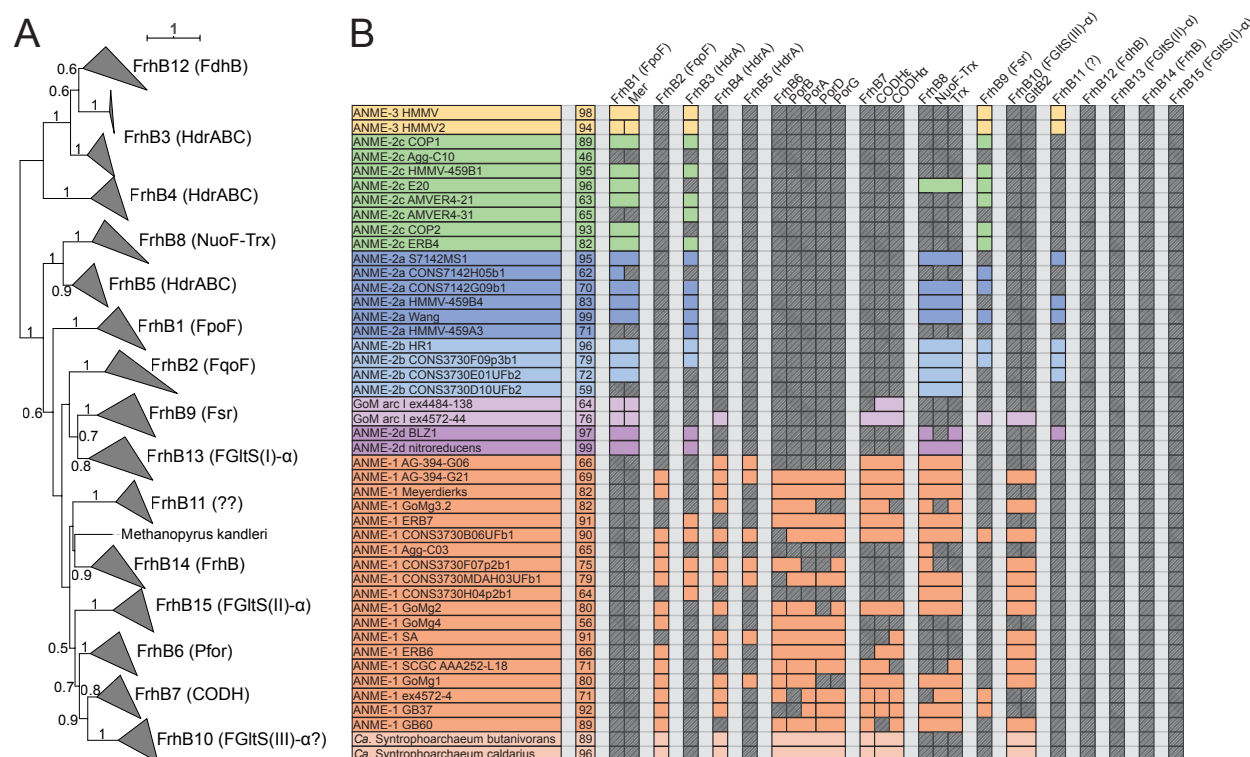 A
1
FrhB12 (FdhB)
0.6
0.6
1
FrhB3 (HdrABC)
1
FrhB4 (HdrABC)
1
FrhB8 (NuoF-Trx)
1
FrhB5 (HdrABC)
0.9
1
FrhB1 (FpoF)
1
1
FrhB2 (FqoF)
1
FrhB9 (Fsr)
0.6
0.7
FrhB13 (FGltS(I)-α)
0.8
FrhB11 (??)
1
Methanopyrus kandleri
FrhB14 (FrhB)
0.9
FrhB15 (FGltS(II)-α)
1
0.5
FrhB6 (Pfor)
1
0.7
0.8
FrhB7 (CODH)
0.9
FrhB10 (FGltS(III)-α?)
1
B
FrhB1 (FpoF)
Mer
FrhB2 (FqoF)
FrhB3 (HdrA)
FrhB4 (HdrA)
FrhB5 (HdrA)
FrhB6
PorB
PorA
PorD
PorG
FrhB7
CODHε
CODHα
FrhB8
NuoF-Trx
Trx
FrhB9 (Fsr)
FrhB10 (FGltS(III)-α)
GltB2
FrhB11 (?)
FrhB12 (FdhB)
FrhB13 (FGltS(II)-α)
FrhB14 (FrhB)
FrhB15 (FGltS(I)-α)
ANME-3 HMMV 98
ANME-3 HMMV2 94
ANME-2c COP1 89
ANME-2c Agg-C10 46
ANME-2c HMMV-459B1 95
ANME-2c E20 96
ANME-2c AMVER4-21 63
ANME-2c AMVER4-31 65
ANME-2c COP2 93
ANME-2c ERB4 82
ANME-2a S7142MS1 95
ANME-2a CONS7142H05b1 62
ANME-2a CONS7142G09b1 70
ANME-2a HMMV-459B4 83
ANME-2a Wang 99
ANME-2a HMMV-459A3 71
ANME-2b HR1 96
ANME-2b CONS3730F09p3b1 79
ANME-2b CONS3730E01UFb2 72
ANME-2b CONS3730D10UFb2 59
GoM arc I ex4484-138 64
GoM arc I ex4572-44 76
ANME-2d BLZ1 97
ANME-2d nitroreducens 99
ANME-1 AG-394-G06 66
ANME-1 AG-394-G21 69
ANME-1 Meyerdierks 82
ANME-1 GoMg3.2 82
ANME-1 ERB7 91
ANME-1 CONS3730B06UFb1 90
ANME-1 Agg-C03 65
ANME-1 CONS3730F07p2b1 75
ANME-1 CONS3730MDAH03UFb1 79
ANME-1 CONS3730H04p2b1 64
ANME-1 GoMg2 80
ANME-1 GoMg4 56
ANME-1 SA 91
ANME-1 ERB6 66
ANME-1 SCGC AAA252-L18 71
ANME-1 GoMg1 80
ANME-1 ex4572-4 71
ANME-1 GB37 92
ANME-1 GB60 89
Ca. Syntrophoarchaeum butanivorans 89
Ca. Syntrophoarchaeum caldarius 96